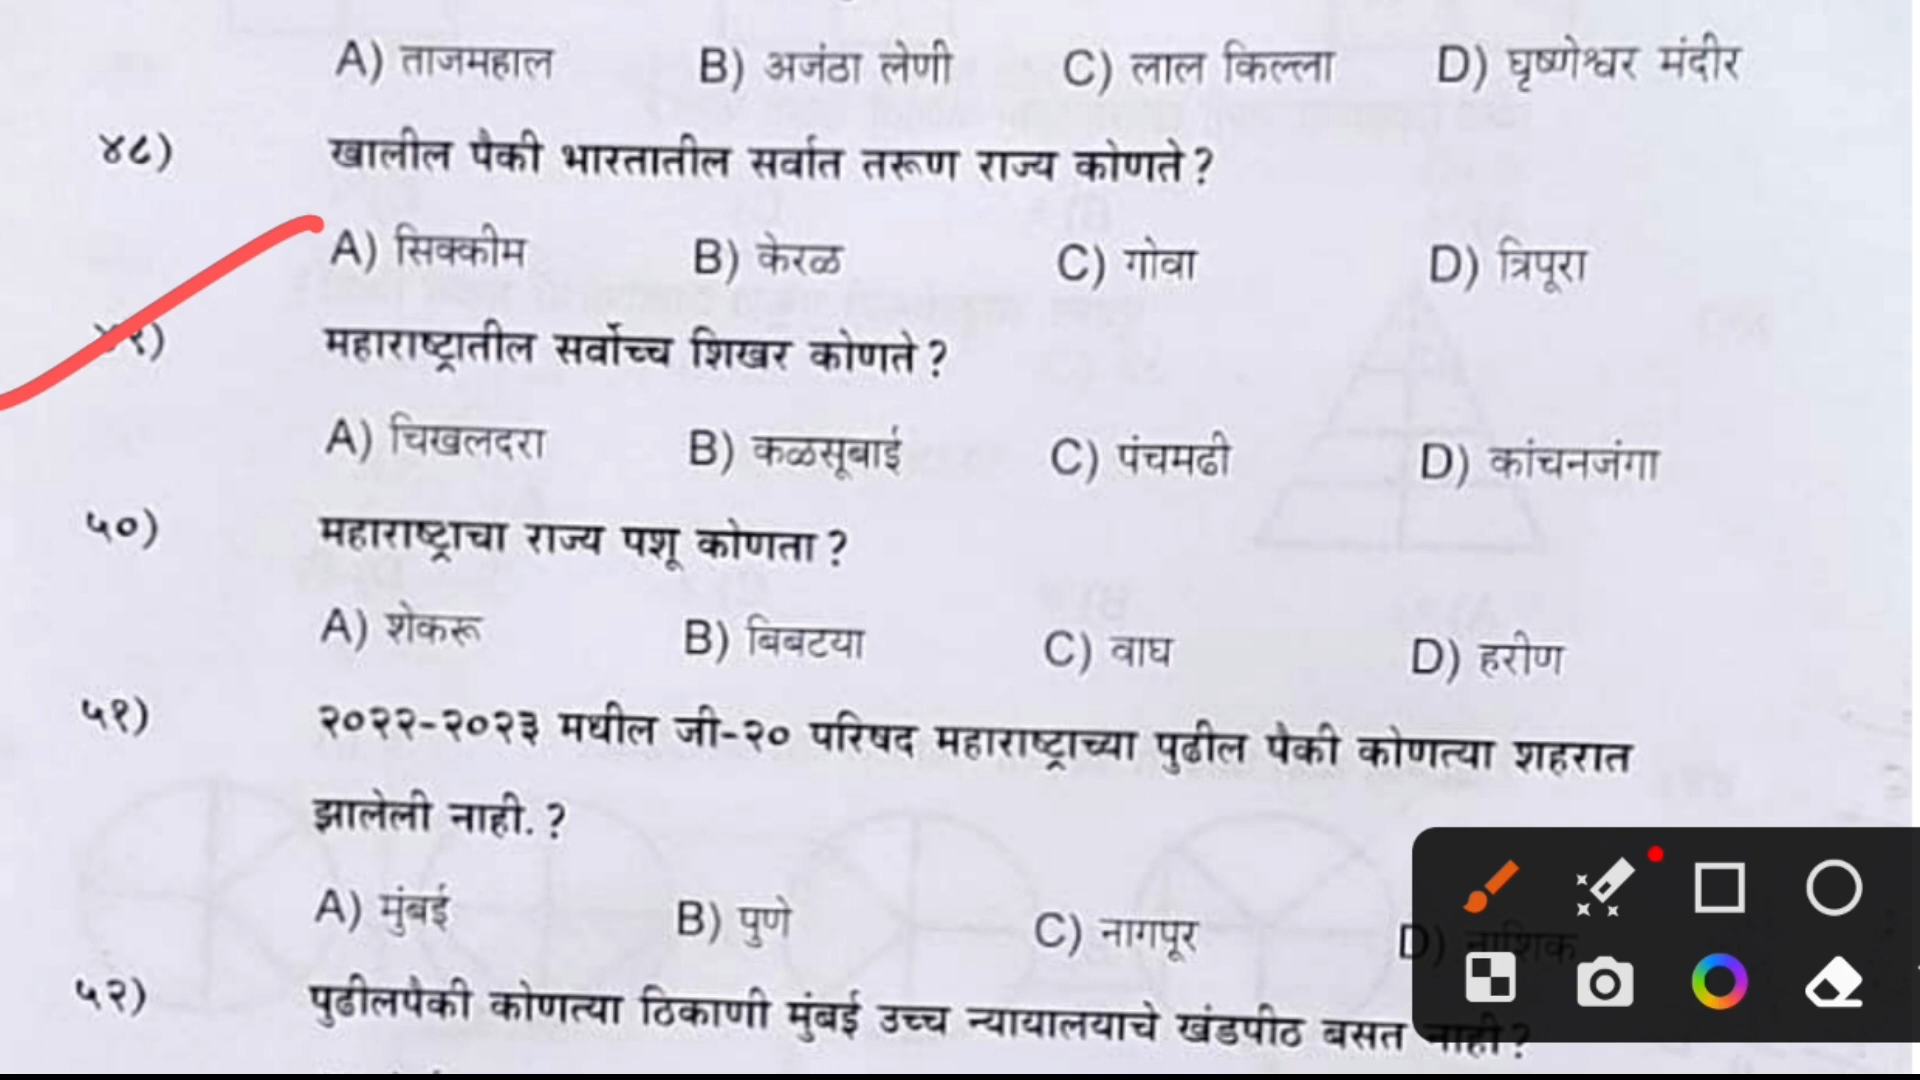 A) ताजमहाल B) अजंठा लेणी C) लाल किल्ला D) घृष्णेश्वर मंदीर
४८) खालील पैकी भारतातील सर्वात तरूण राज्य कोणते?
A) सिक्कीम B) केरळ C) गोवा D) त्रिपूरा
४९) महाराष्ट्रातील सर्वोच्च शिखर कोणते?
A) चिखलदरा B) कळसूबाई C) पंचमढी D) कांचनजंगा
५०) महाराष्ट्राचा राज्य पशू कोणता?
A) शेकरू B) बिबटया C) वाघ D) हरीण
५१) २०२२-२०२३ मधील जी-२० परिषद महाराष्ट्राच्या पुढील पैकी कोणत्या शहरात
झालेली नाही.?
A) मुंबई B) पुणे C) नागपूर D) नाशिक
५२) पुढीलपैकी कोणत्या ठिकाणी मुंबई उच्च न्यायालयाचे खंडपीठ बसत नाही?